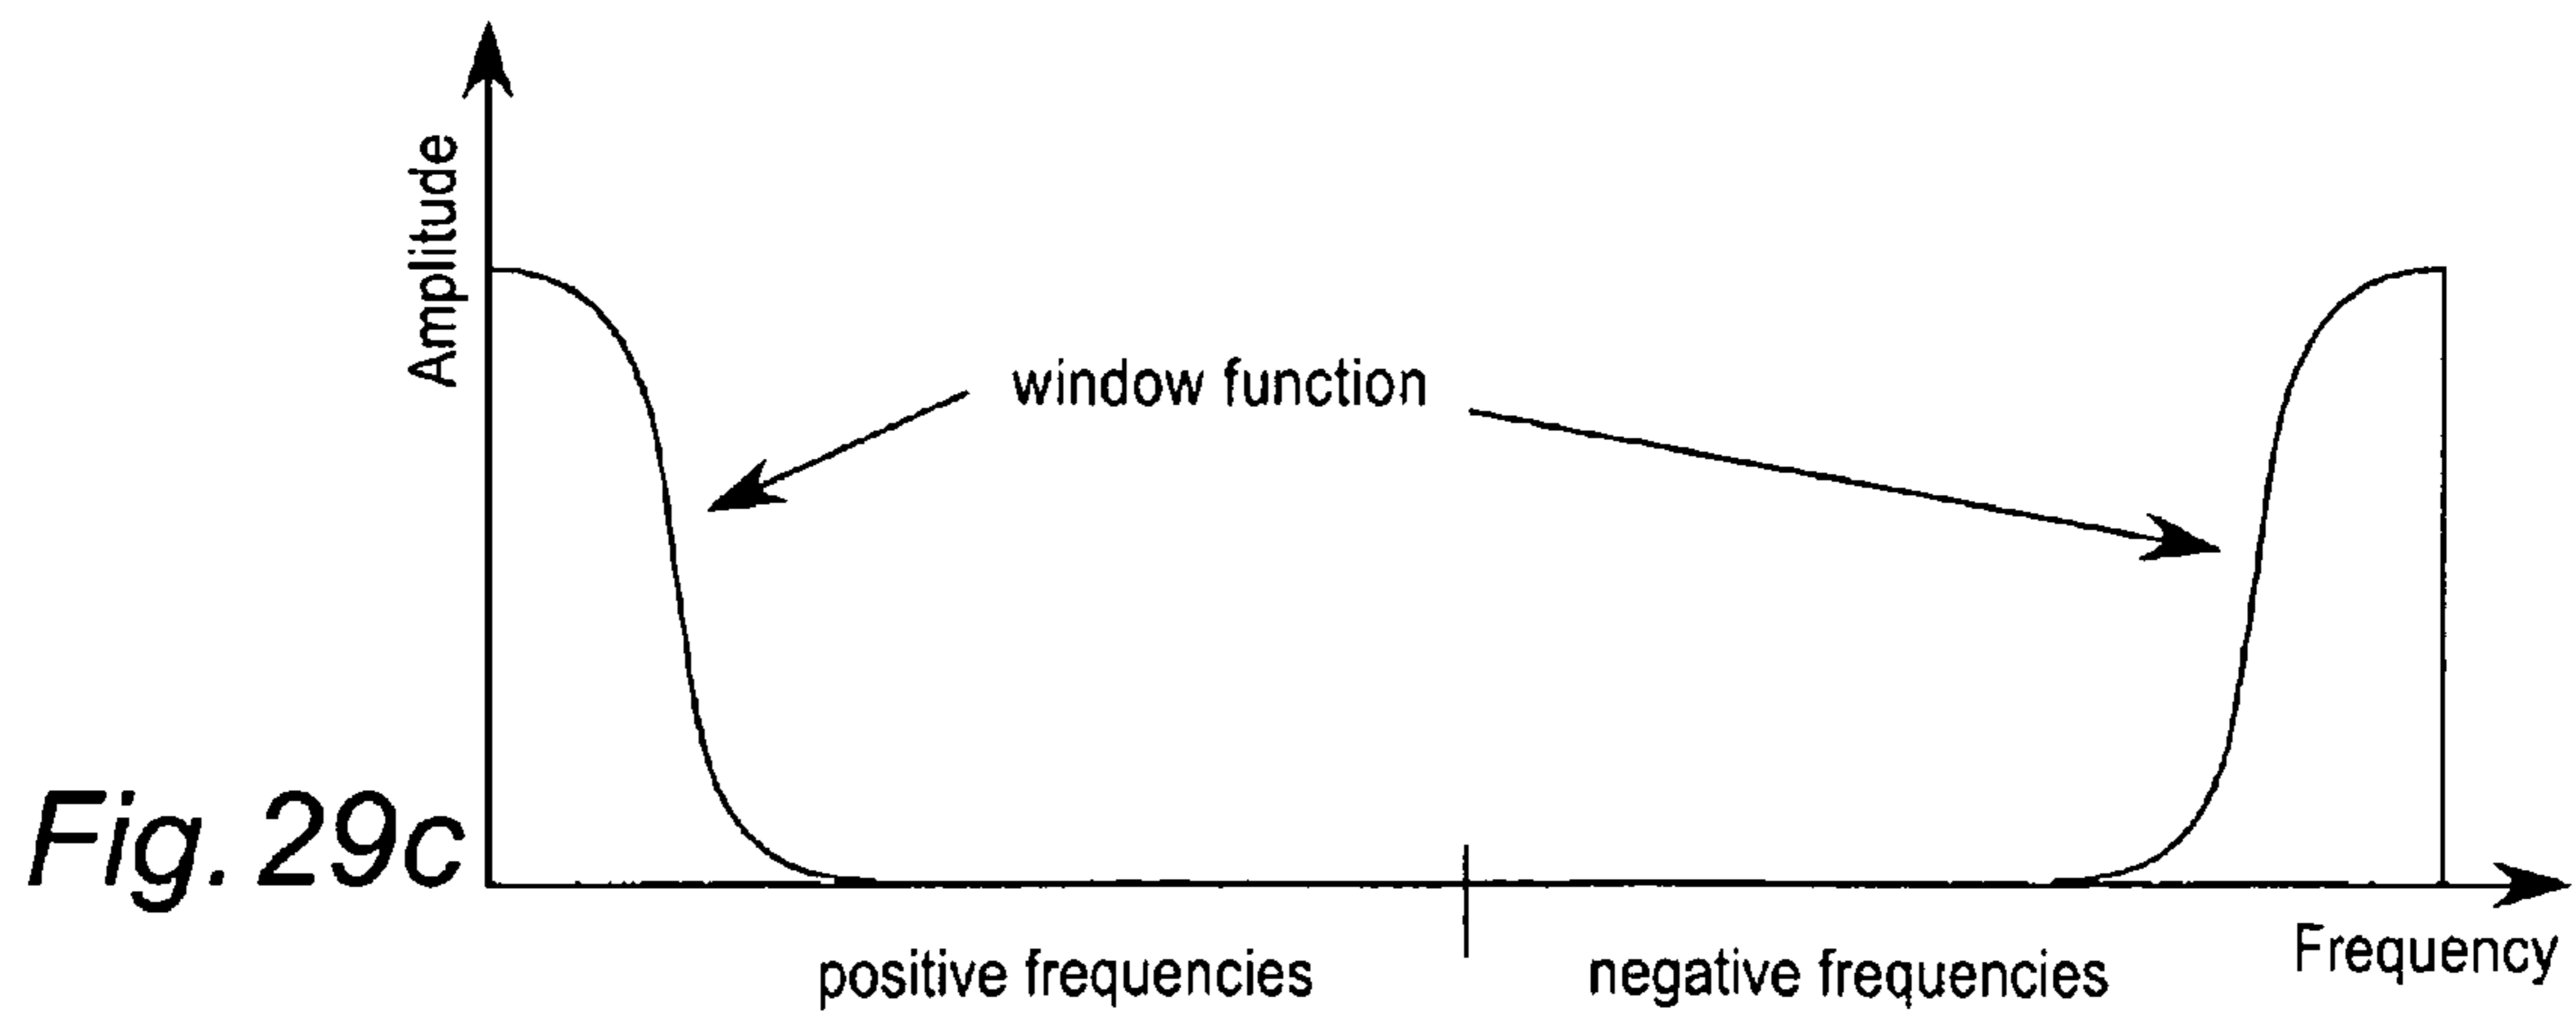 Amplitude
window function
Fig. 29c
Frequency
positive frequencies
negative frequencies